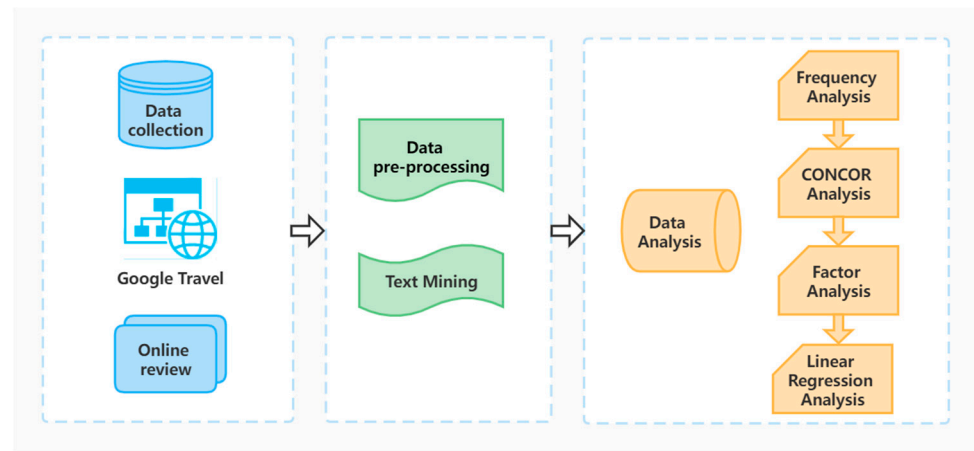 Data
collection
Google Travel
Online
review
Data
pre-processing
Text Mining
Data
Analysis
Frequency
Analysis
CONCOR
Analysis
Factor
Analysis
Linear
Regression
Analysis